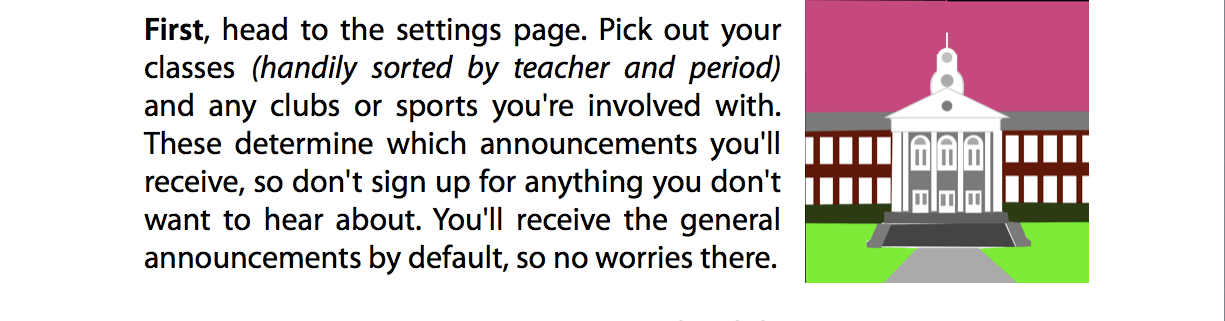 First, head to the settings page. Pick out your
classes (handily sorted by teacher and period)
and any clubs or sports you're involved with.
These determine which announcements you'll
receive, so don't sign up for anything you don't
want to hear about. You'll receive the general
announcements by default, so no worries there.